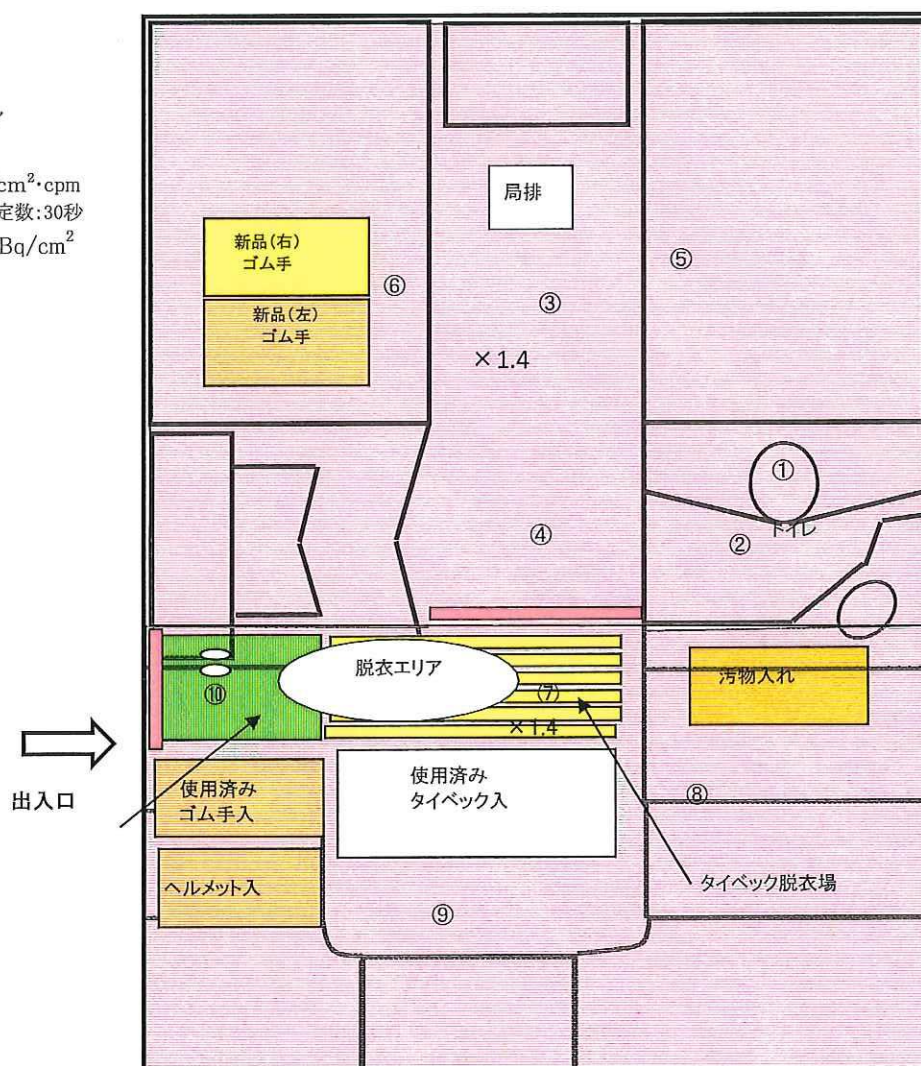 cm²・cpm
定数:30秒
Bq/cm²
局排
新品(右)
ゴム手
⑥
⑤
新品(左)
ゴム手
③
×1.4
①
トイレ
④
②
脱衣エリア
⑦
汚物入れ
⑩
×1.4
出入口
使用済み
ゴム手入
使用済み
タイベック入
⑧
ヘルメット入
タイベック脱衣場
⑨